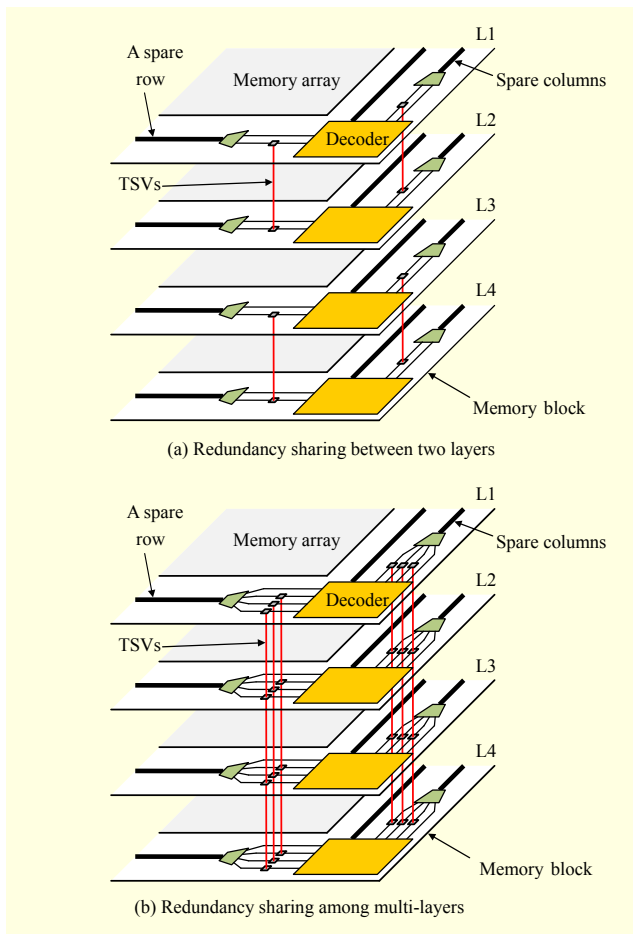 L1
A spare
row
Memory array
Spare columns
Decoder
L2
TSVs
L3
L4
Memory block
(a) Redundancy sharing between two layers
L1
A spare
row
Memory array
Spare columns
Decoder
L2
TSVs
L3
L4
Memory block
(b) Redundancy sharing among multi-layers